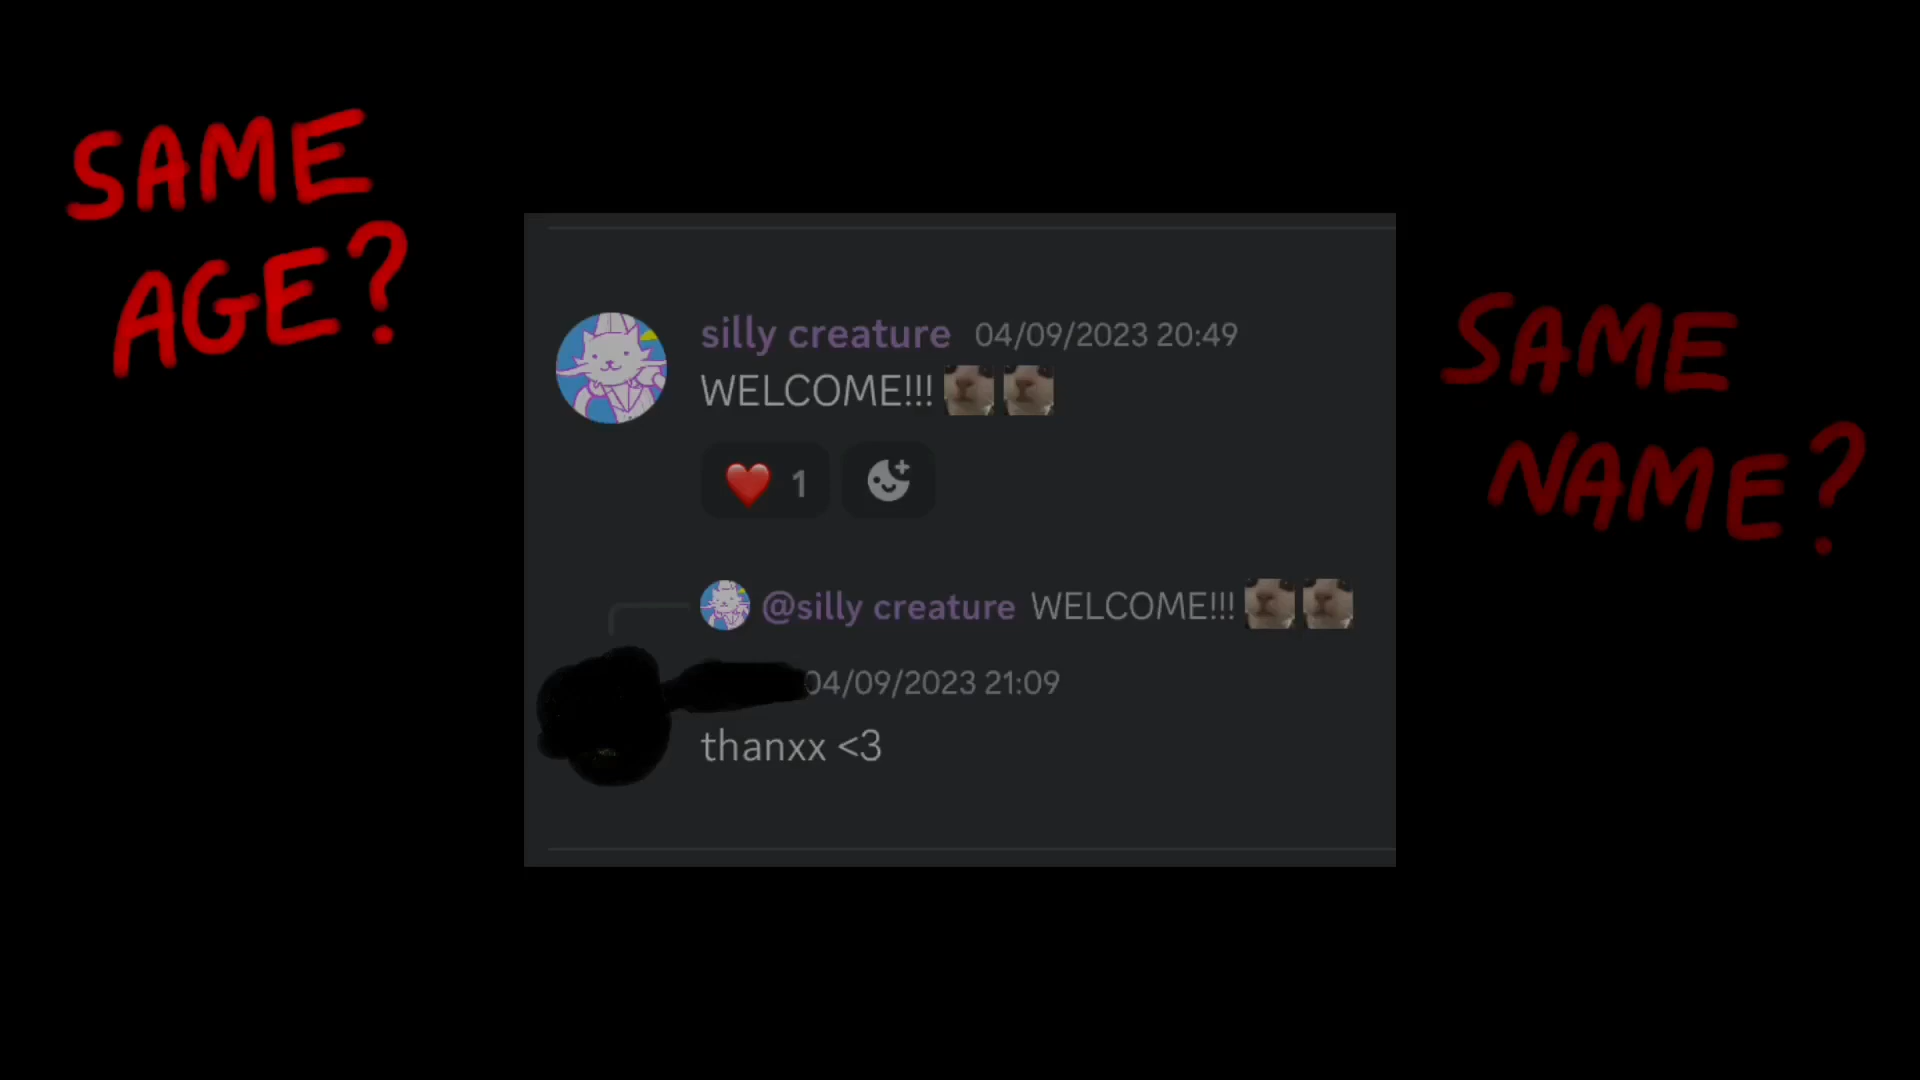 SAME
AGE?
silly creature 04/09/2023 20:49
WELCOME!!!
1
@silly creature WELCOME!!!
04/09/2023 21:09
thanxx <3
SAME
NAME?